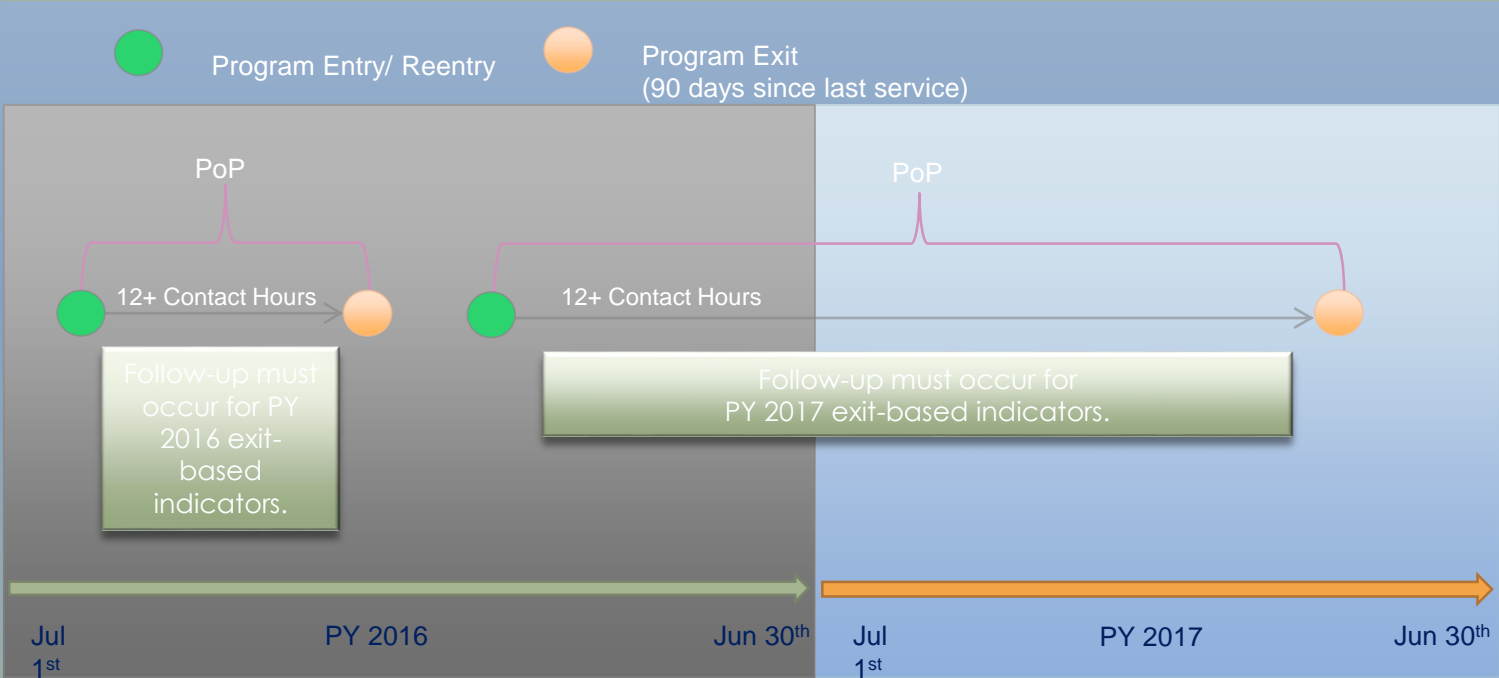 Program Entry/ Reentry
Program Exit
(90 days since last service)
PoP
PoP
12+ Contact Hours
12+ Contact Hours
Follow-up must
occur for PY
2016 exit-
based
indicators.
Follow-up must occur for
PY 2017 exit-based indicators.
Jul
1st
PY 2016
Jun 30th
Jul
1st
PY 2017
Jun 30th